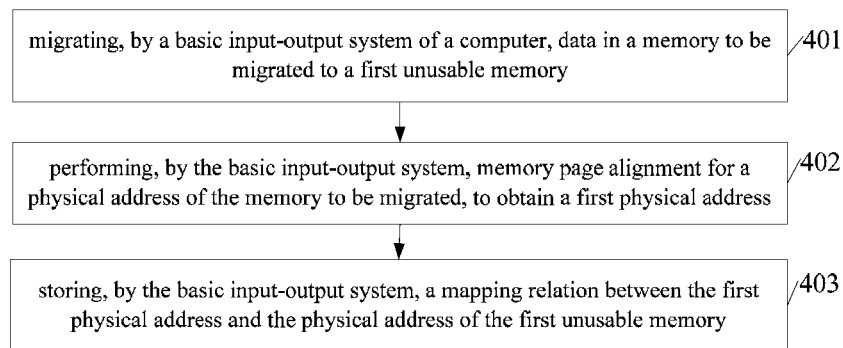 migrating, by a basic input-output system of a computer, data in a memory to be
migrated to a first unusable memory
401
performing, by the basic input-output system, memory page alignment for a
physical address of the memory to be migrated, to obtain a first physical address
402
storing, by the basic input-output system, a mapping relation between the first
physical address and the physical address of the first unusable memory
403